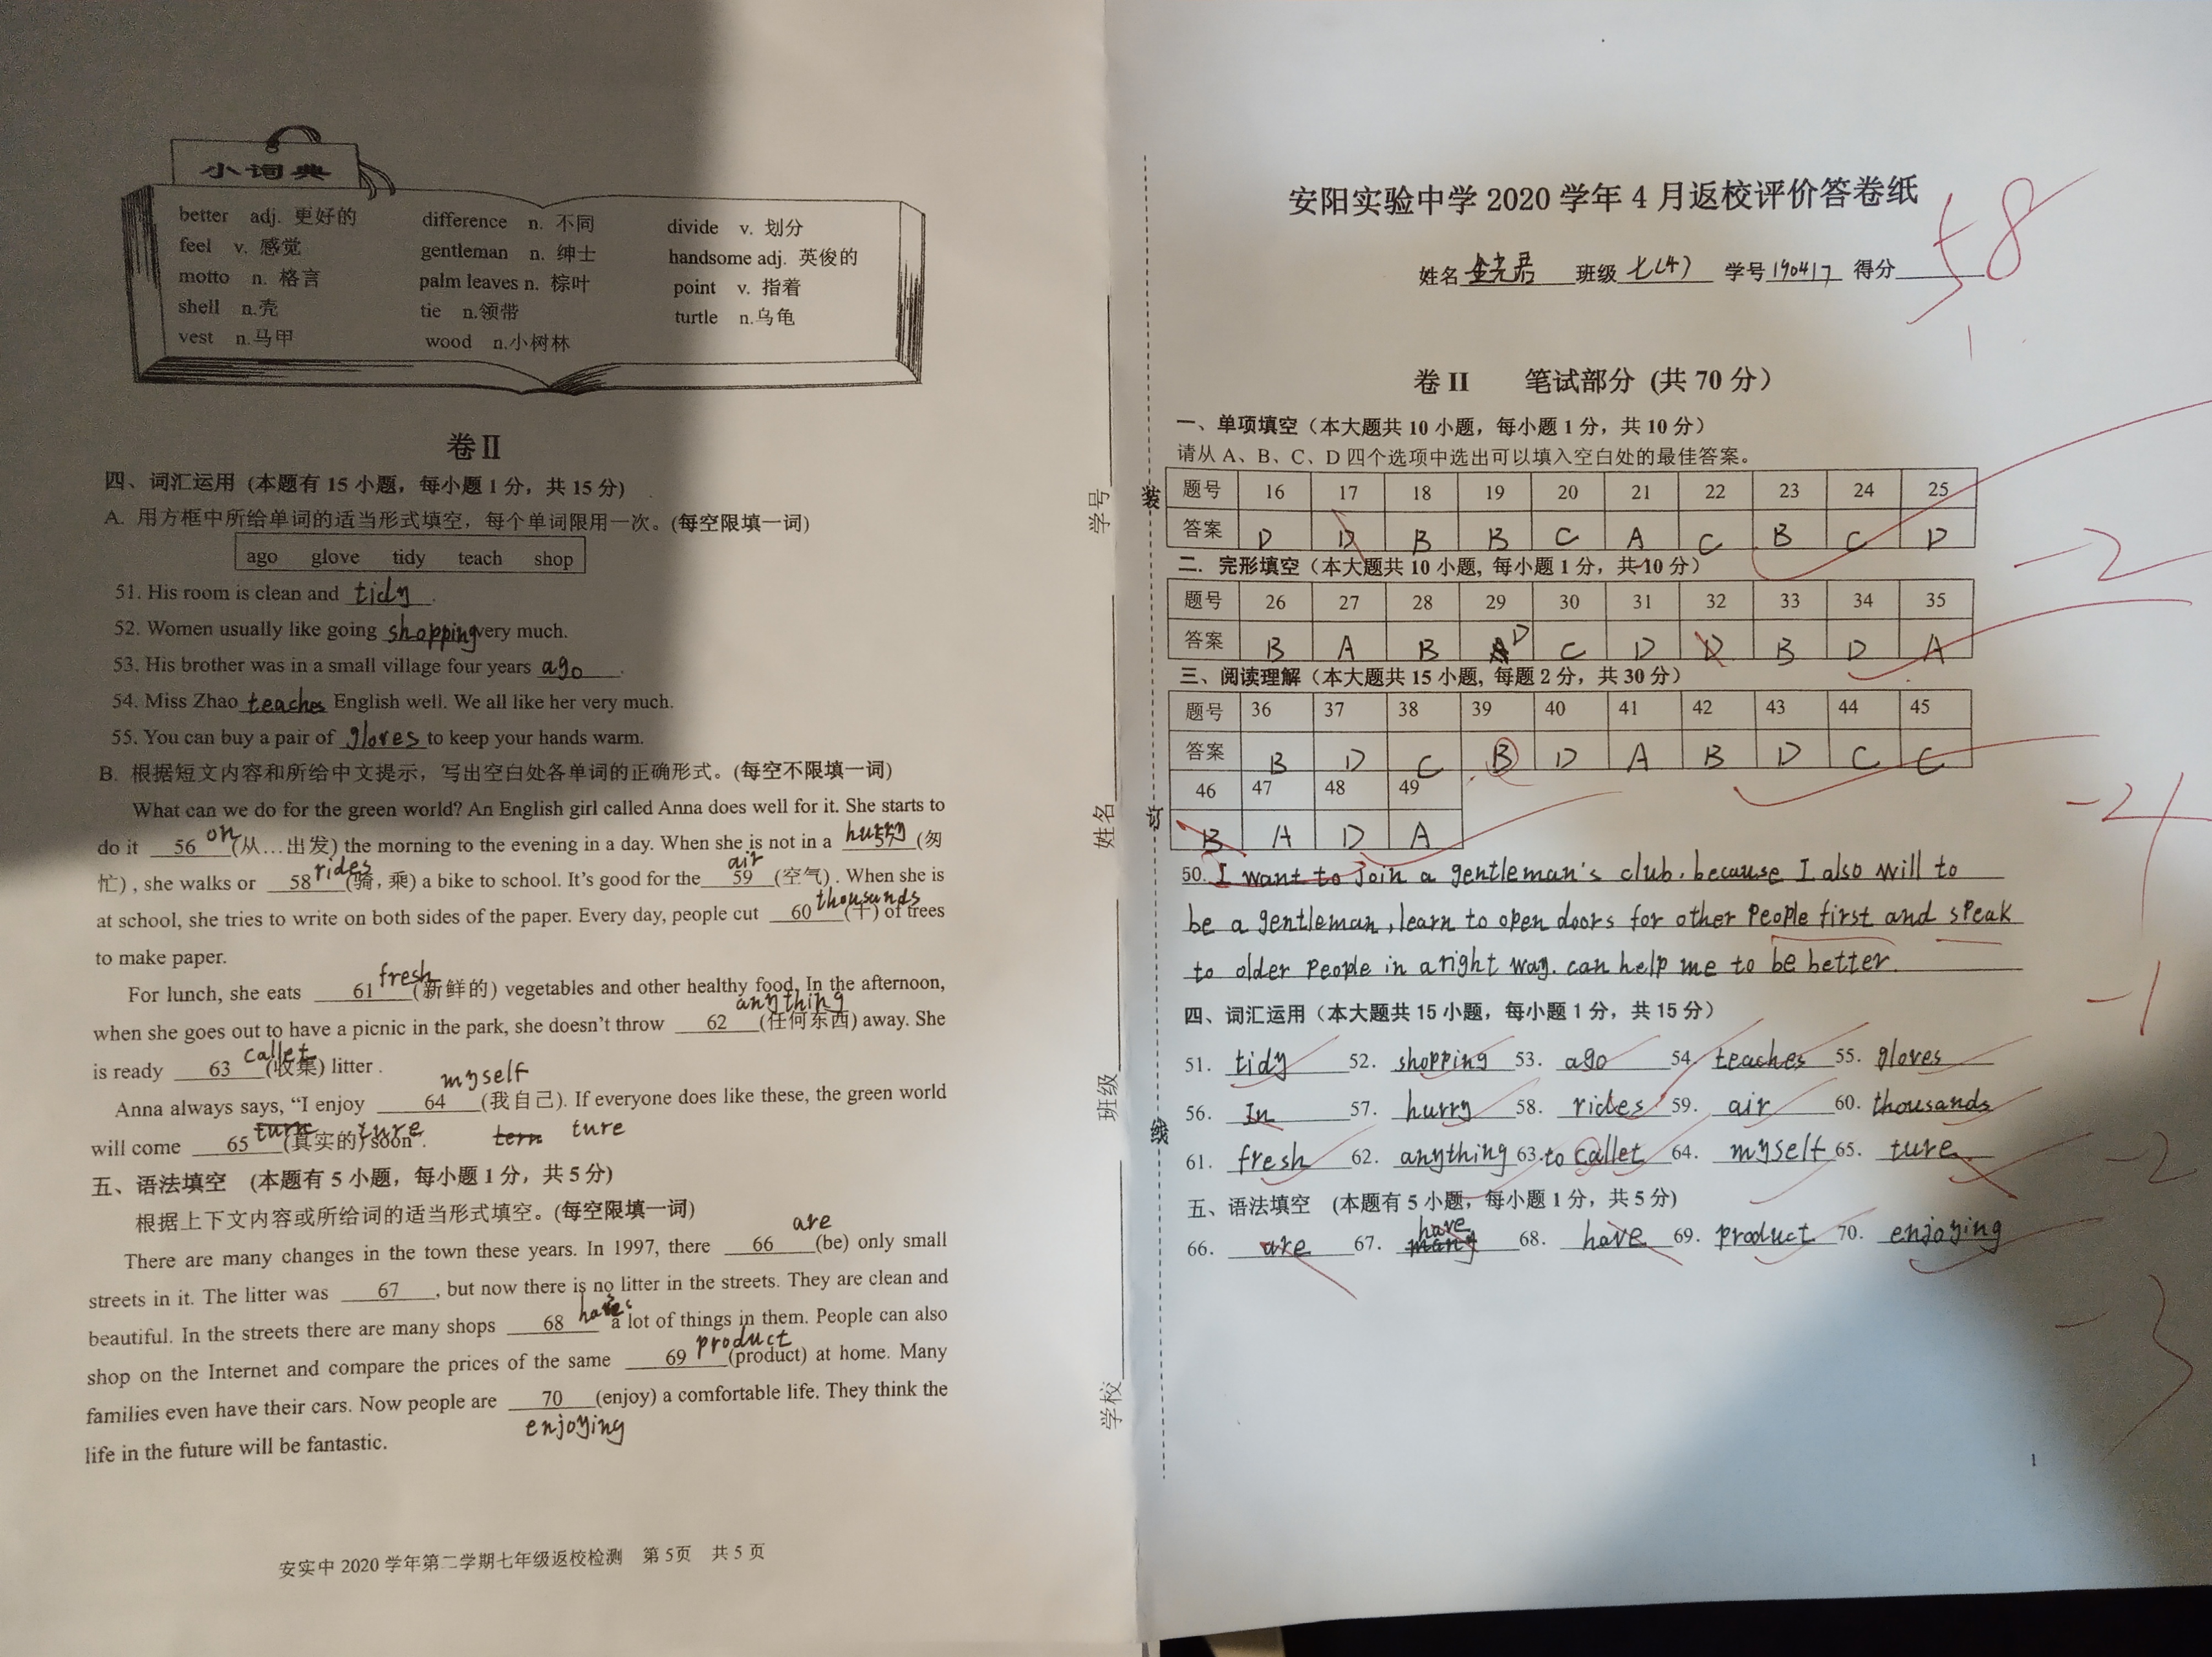 小词典
better adj. 更好的 difference n. 不同 divide v. 划分
feel v. 感觉 gentleman n. 绅士 handsome adj. 英俊的
motto n. 格言 palm leaves n. 棕叶 point v. 指着
shell n.壳 tie n.领带 turtle n.乌龟
vest n.马甲 wood n.小树林
卷Ⅱ
四、词汇运用 (本题有 15 小题，每小题 1 分，共 15 分)
A. 用方框中所给单词的适当形式填空，每个单词限用一次。(每空限填一词)
ago glove tidy teach shop
51. His room is clean and tidy.
52. Women usually like going shopping very much.
53. His brother was in a small village four years ago.
54. Miss Zhao teaches English well. We all like her very much.
55. You can buy a pair of gloves to keep your hands warm.
B. 根据短文内容和所给中文提示，写出空白处各单词的正确形式。(每空不限填一词)
What can we do for the green world? An English girl called Anna does well for it. She starts to
do it 56 on (从…出发) the morning to the evening in a day. When she is not in a 57 hurry (匆
忙) , she walks or 58 rides (骑, 乘) a bike to school. It's good for the 59 air (空气) . When she is
at school, she tries to write on both sides of the paper. Every day, people cut 60 thousands (千) of trees
to make paper.
For lunch, she eats 61 fresh (新鲜的) vegetables and other healthy food. In the afternoon,
when she goes out to have a picnic in the park, she doesn't throw 62 anything (任何东西) away. She
is ready 63 callet (收集) litter .
Anna always says, "I enjoy 64 myself (我自己). If everyone does like these, the green world
will come 65 ture (真实的) soon". ture
五、语法填空 (本题有 5 小题，每小题 1 分，共 5 分)
根据上下文内容或所给词的适当形式填空。(每空限填一词)
There are many changes in the town these years. In 1997, there 66 are (be) only small
streets in it. The litter was 67 , but now there is no litter in the streets. They are clean and
beautiful. In the streets there are many shops 68 a lot of things in them. People can also
shop on the Internet and compare the prices of the same 69 product (product) at home. Many
families even have their cars. Now people are 70 (enjoy) a comfortable life. They think the
enjoying
life in the future will be fantastic.
安实中 2020 学年第二学期七年级返校检测 第 5页 共 5 页
学号
姓名
班级
学校
装
订
线
安阳实验中学 2020 学年 4 月返校评价答卷纸
58
姓名 班级 七(4) 学号 190417 得分
卷 II 笔试部分 (共 70 分)
一、单项填空（本大题共 10 小题，每小题 1 分，共 10 分）
请从 A、B、C、D 四个选项中选出可以填入空白处的最佳答案。
题号 16 17 18 19 20 21 22 23 24 25
答案 D D B B C A C B C D
二. 完形填空（本大题共 10 小题, 每小题 1 分，共 10 分）
-2
题号 26 27 28 29 30 31 32 33 34 35
答案 B A B D C D D B D A
三、阅读理解（本大题共 15 小题, 每题 2 分，共 30 分）
题号 36 37 38 39 40 41 42 43 44 45
答案 B D C B D A B D C C
46 47 48 49
-4
B A D A
50. I want to join a gentleman's club. because I also will to
be a gentleman, learn to open doors for other People first and speak
to older People in a right way. can help me to be better.
-1
四、词汇运用（本大题共 15 小题，每小题 1 分，共 15 分）
51. tidy 52. shopping 53. ago 54. teaches 55. gloves
56. In 57. hurry 58. rides 59. air 60. thousands
61. fresh 62. anything 63. to callet 64. myself 65. ture
-2
五、语法填空 (本题有 5 小题，每小题 1 分，共 5 分)
66. are 67. have 68. have 69. product 70. enjoying
-3
1